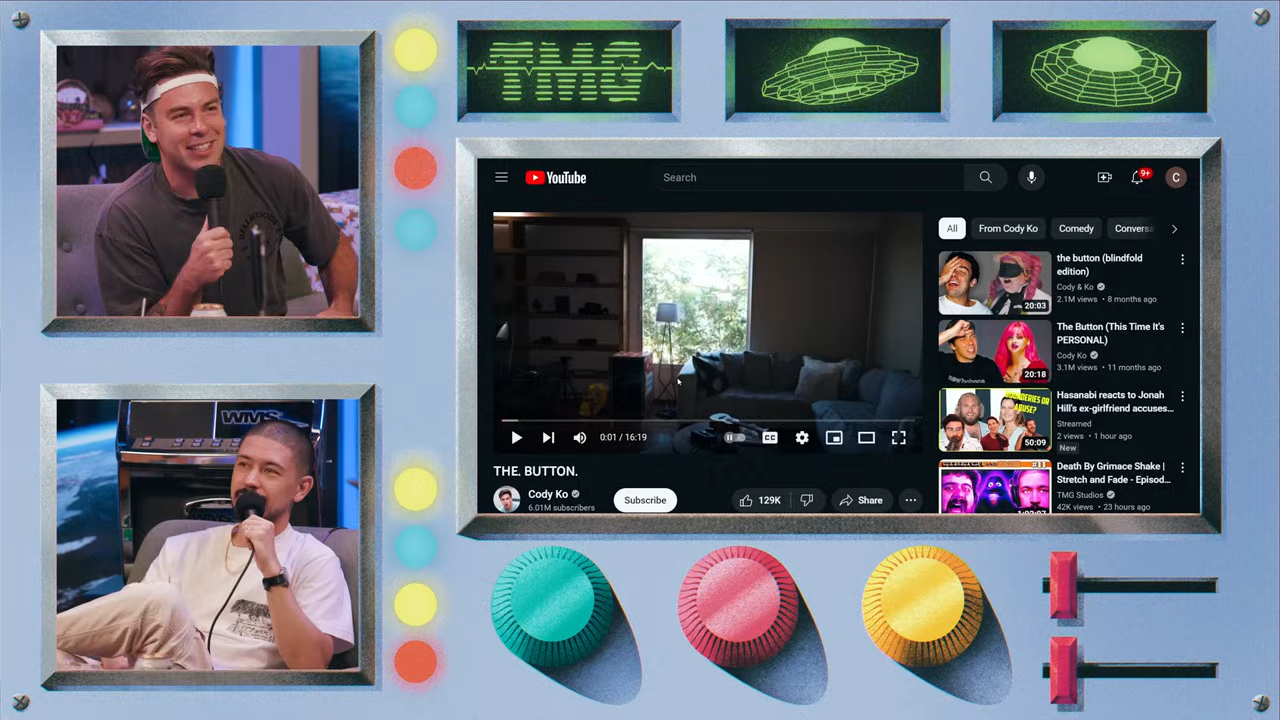 TMG
WMS
YouTube
Search
9+
C
All
From Cody Ko
Comedy
Convers
0:01 / 16:19
CC
THE. BUTTON.
Cody Ko
6.01M subscribers
Subscribe
129K
Share
20:03
the button (blindfold
edition)
Cody & Ko
2.1M views • 8 months ago
20:18
The Button (This Time It's
PERSONAL)
Cody Ko
3.1M views • 11 months ago
50:09
Hasanabi reacts to Jonah
Hill's ex-girlfriend accuses...
Streamed
2 views • 1 hour ago
New
Death By Grimace Shake |
Stretch and Fade - Episod...
TMG Studios
42K views • 23 hours ago